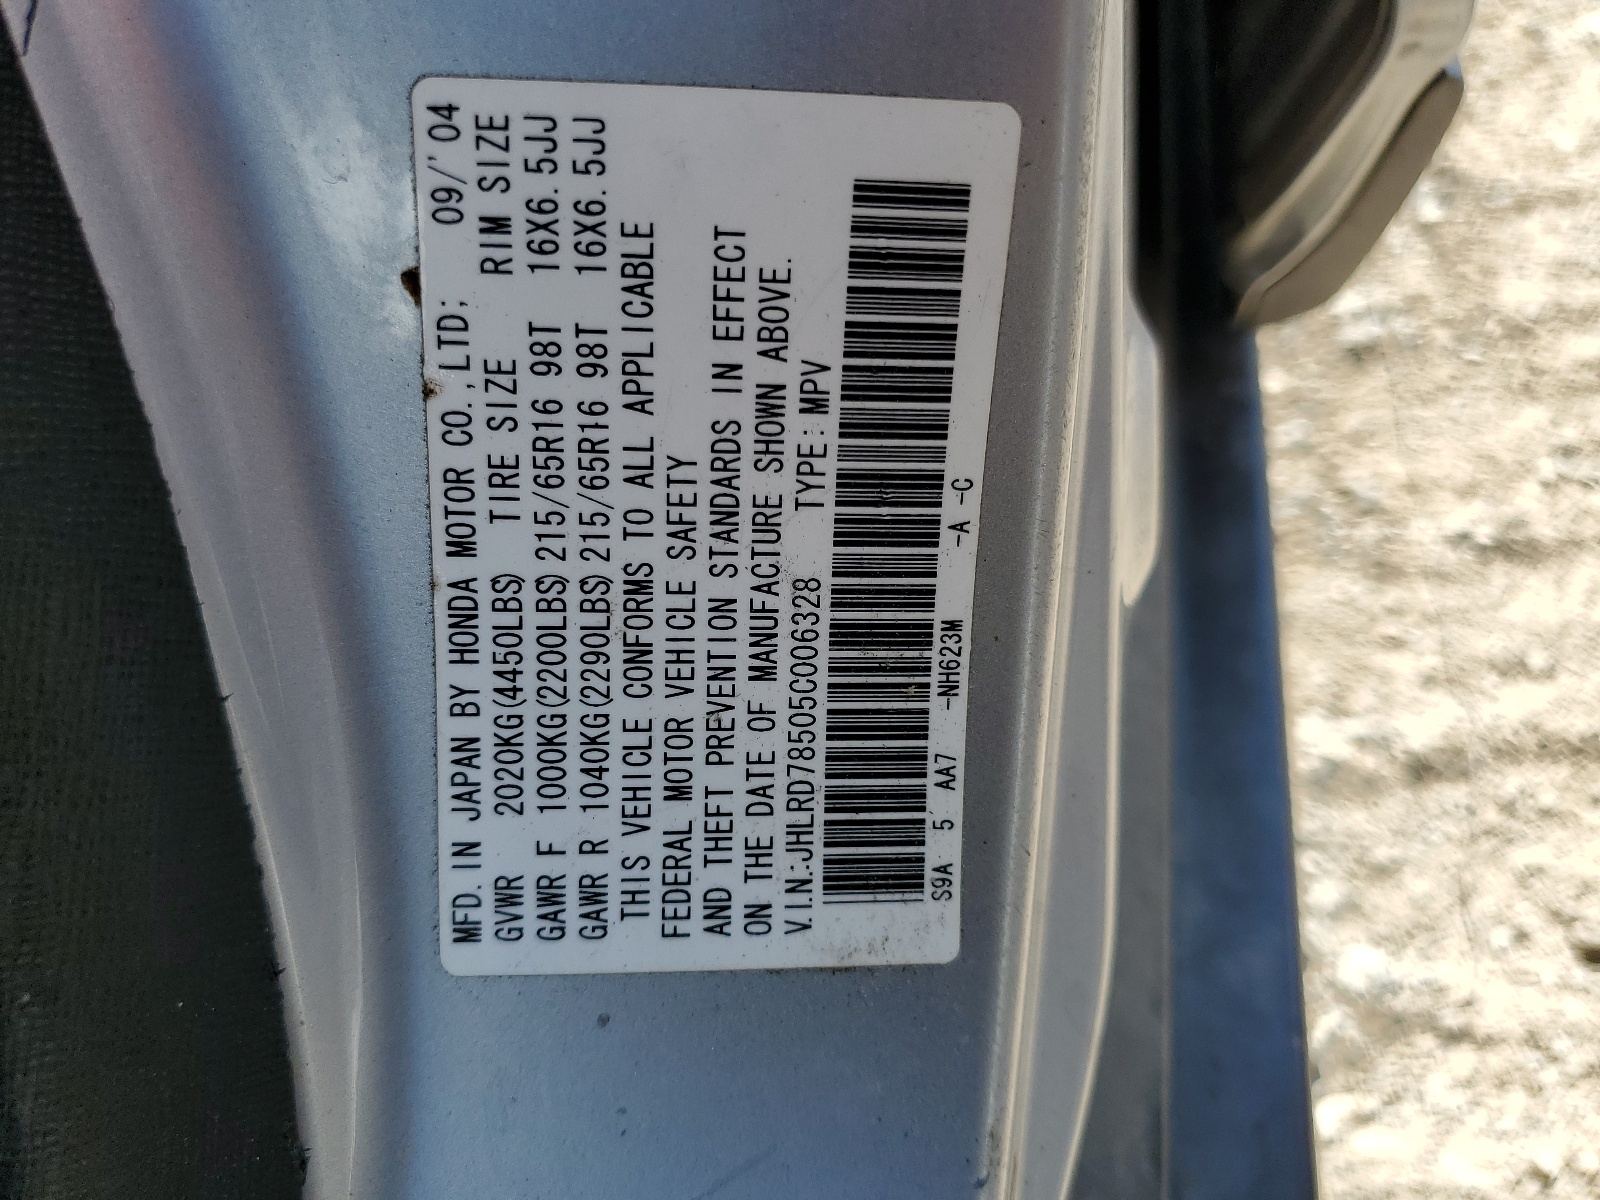 MFD. IN JAPAN BY HONDA MOTOR CO., LTD; 09/'04
GVWR 2020KG(4450LBS) TIRE SIZE RIM SIZE
GAWR F 1000KG(2200LBS) 215/65R16 98T 16X6.5JJ
GAWR R 1040KG(2290LBS) 215/65R16 98T 16X6.5JJ
THIS VEHICLE CONFORMS TO ALL APPLICABLE
FEDERAL MOTOR VEHICLE SAFETY
AND THEFT PREVENTION STANDARDS IN EFFECT
ON THE DATE OF MANUFACTURE SHOWN ABOVE.
V.I.N.:JHLRD78505C006328 TYPE:MPV
S9A 5 AA7 -NH623M -A -C